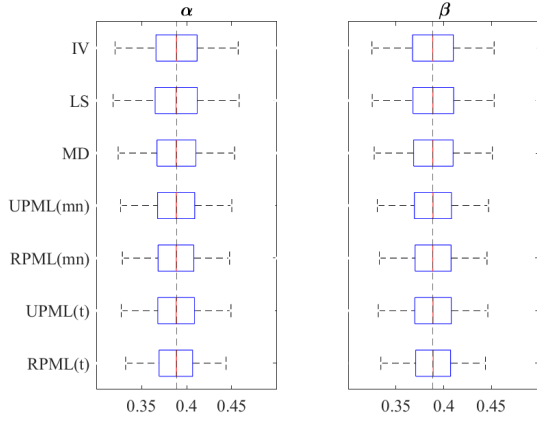 α
β
IV
LS
MD
UPML(mn)
RPML(mn)
UPML(t)
RPML(t)
0.35 0.4 0.45
0.35 0.4 0.45